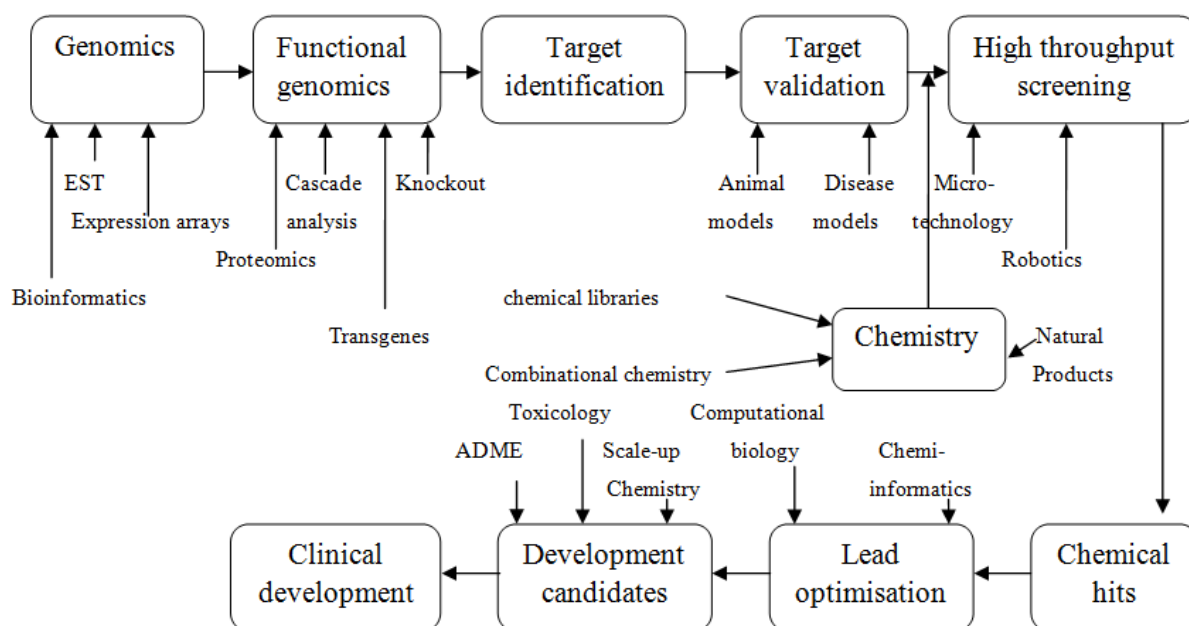 Genomics
Functional
genomics
Target
identification
Target
validation
High throughput
screening
EST
Expression arrays
Bioinformatics
Cascade
analysis
Knockout
Proteomics
Transgenes
Animal
models
Disease
models
Micro-
technology
Robotics
chemical libraries
Chemistry
Natural
Products
Combinational chemistry
Toxicology
Computational
biology
ADME
Scale-up
Chemistry
Chemi-
informatics
Clinical
development
Development
candidates
Lead
optimisation
Chemical
hits